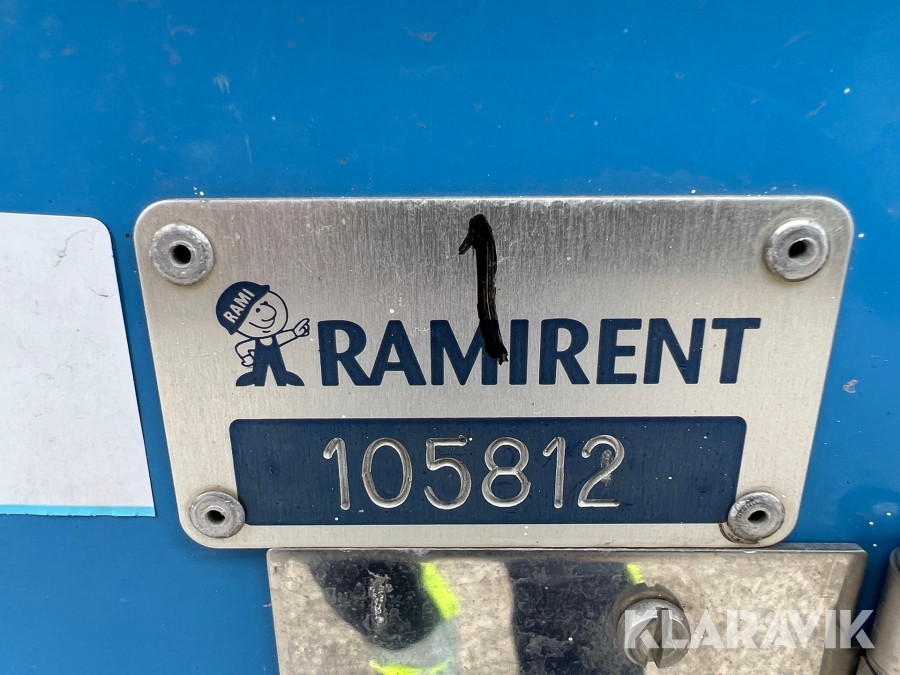 1
RAMI
RAMIRENT
105812
KLARAVIK